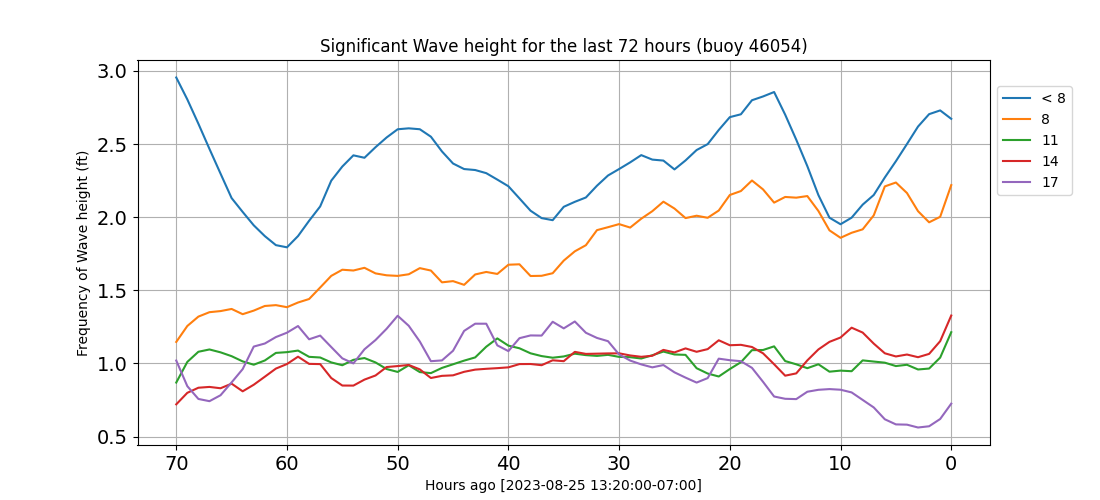 Significant Wave height for the last 72 hours (buoy 46054)
Frequency of Wave height (ft)
3.0
2.5
2.0
1.5
1.0
0.5
70 60 50 40 30 20 10 0
Hours ago [2023-08-25 13:20:00-07:00]
< 8
8
11
14
17